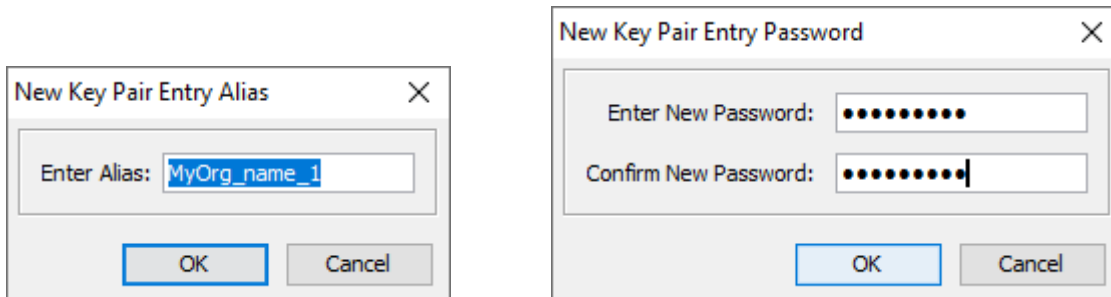 New Key Pair Entry Alias
Enter Alias: MyOrg_name_1
OK Cancel
New Key Pair Entry Password
Enter New Password: •••••••••
Confirm New Password: •••••••••
OK Cancel